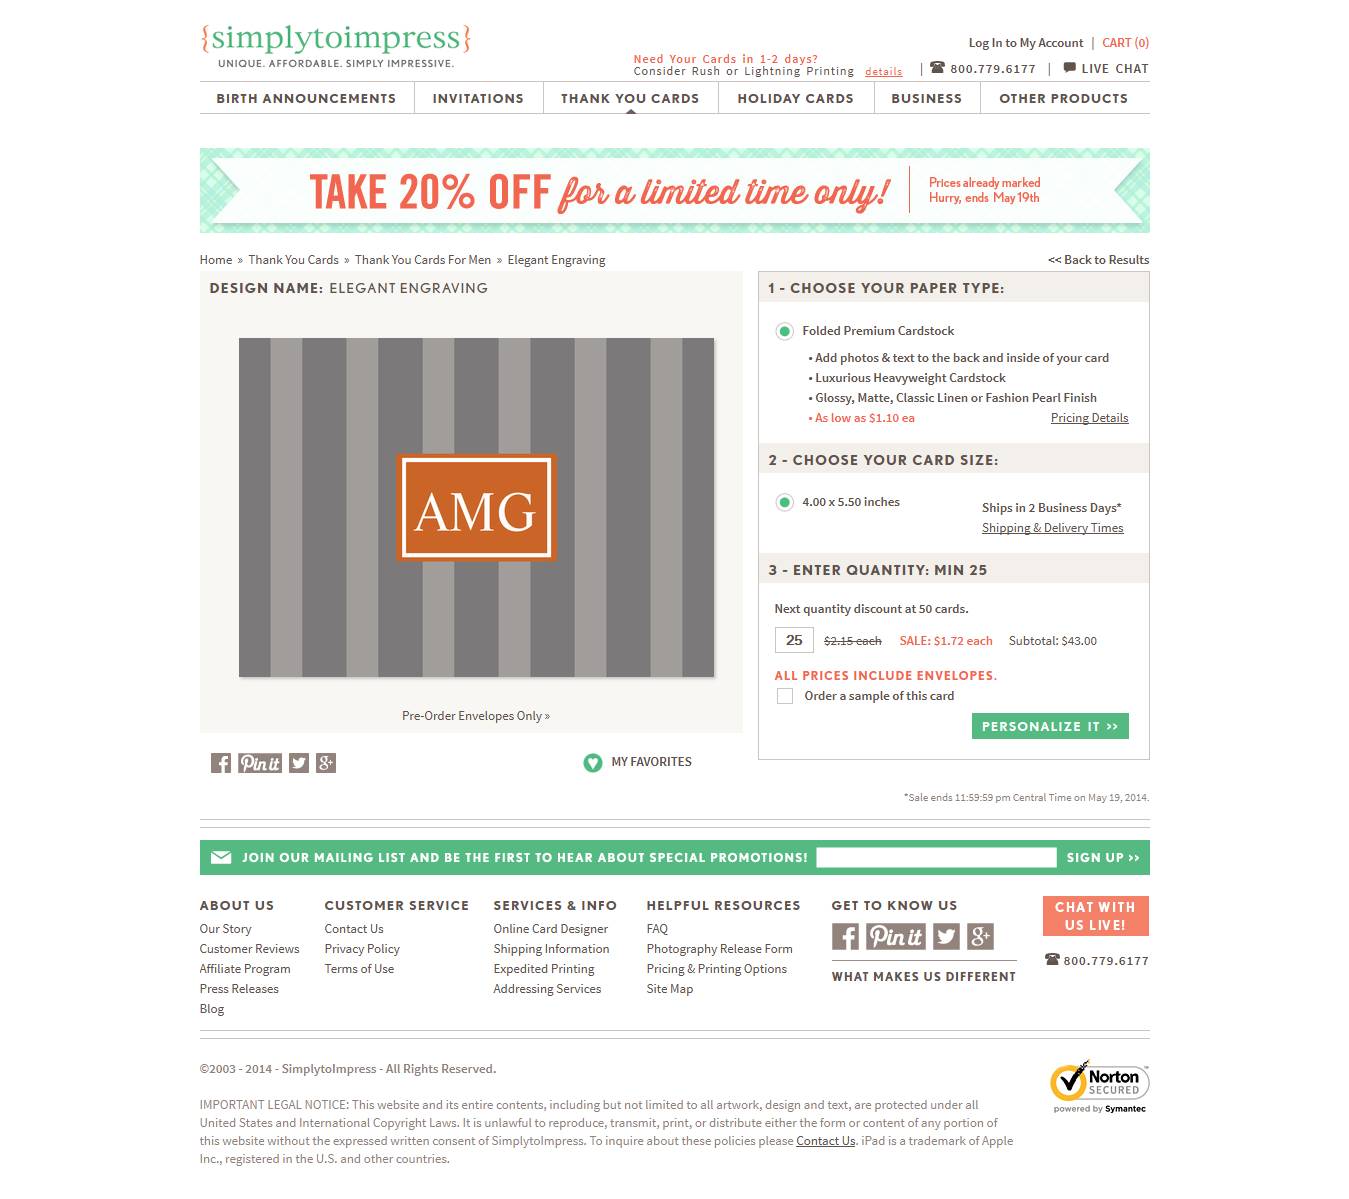 {simplytoimpress}
UNIQUE. AFFORDABLE. SIMPLY IMPRESSIVE.
Log In to My Account | CART (0)
Need Your Cards in 1-2 days?
Consider Rush or Lightning Printing details | 800.779.6177 | LIVE CHAT
BIRTH ANNOUNCEMENTS INVITATIONS THANK YOU CARDS HOLIDAY CARDS BUSINESS OTHER PRODUCTS
TAKE 20% OFF for a limited time only!
Prices already marked
Hurry, ends May 19th
Home » Thank You Cards » Thank You Cards For Men » Elegant Engraving
<< Back to Results
DESIGN NAME: ELEGANT ENGRAVING
AMG
Pre-Order Envelopes Only »
Pin it
MY FAVORITES
1 - CHOOSE YOUR PAPER TYPE:
Folded Premium Cardstock
• Add photos & text to the back and inside of your card
• Luxurious Heavyweight Cardstock
• Glossy, Matte, Classic Linen or Fashion Pearl Finish
• As low as $1.10 ea Pricing Details
2 - CHOOSE YOUR CARD SIZE:
4.00 x 5.50 inches
Ships in 2 Business Days*
Shipping & Delivery Times
3 - ENTER QUANTITY: MIN 25
Next quantity discount at 50 cards.
25 $2.15 each SALE: $1.72 each Subtotal: $43.00
ALL PRICES INCLUDE ENVELOPES.
Order a sample of this card
PERSONALIZE IT >>
*Sale ends 11:59:59 pm Central Time on May 19, 2014.
JOIN OUR MAILING LIST AND BE THE FIRST TO HEAR ABOUT SPECIAL PROMOTIONS! SIGN UP >>
ABOUT US
Our Story
Customer Reviews
Affiliate Program
Press Releases
Blog
CUSTOMER SERVICE
Contact Us
Privacy Policy
Terms of Use
SERVICES & INFO
Online Card Designer
Shipping Information
Expedited Printing
Addressing Services
HELPFUL RESOURCES
FAQ
Photography Release Form
Pricing & Printing Options
Site Map
GET TO KNOW US
Pin it
WHAT MAKES US DIFFERENT
CHAT WITH
US LIVE!
800.779.6177
©2003 - 2014 - SimplytoImpress - All Rights Reserved.
IMPORTANT LEGAL NOTICE: This website and its entire contents, including but not limited to all artwork, design and text, are protected under all
United States and International Copyright Laws. It is unlawful to reproduce, transmit, print, or distribute either the form or content of any portion of
this website without the expressed written consent of SimplytoImpress. To inquire about these policies please Contact Us. iPad is a trademark of Apple
Inc., registered in the U.S. and other countries.
Norton
SECURED
powered by Symantec